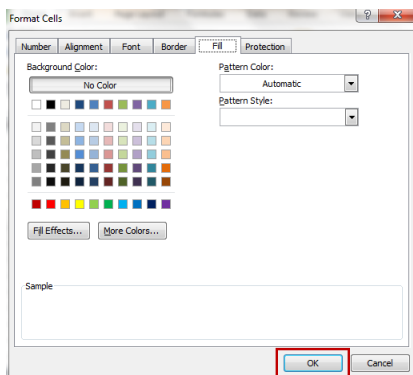 Format Cells
Number Alignment Font Border Fill Protection
Background Color:
No Color
Pattern Color:
Automatic
Pattern Style:
Fill Effects... More Colors...
Sample
OK Cancel